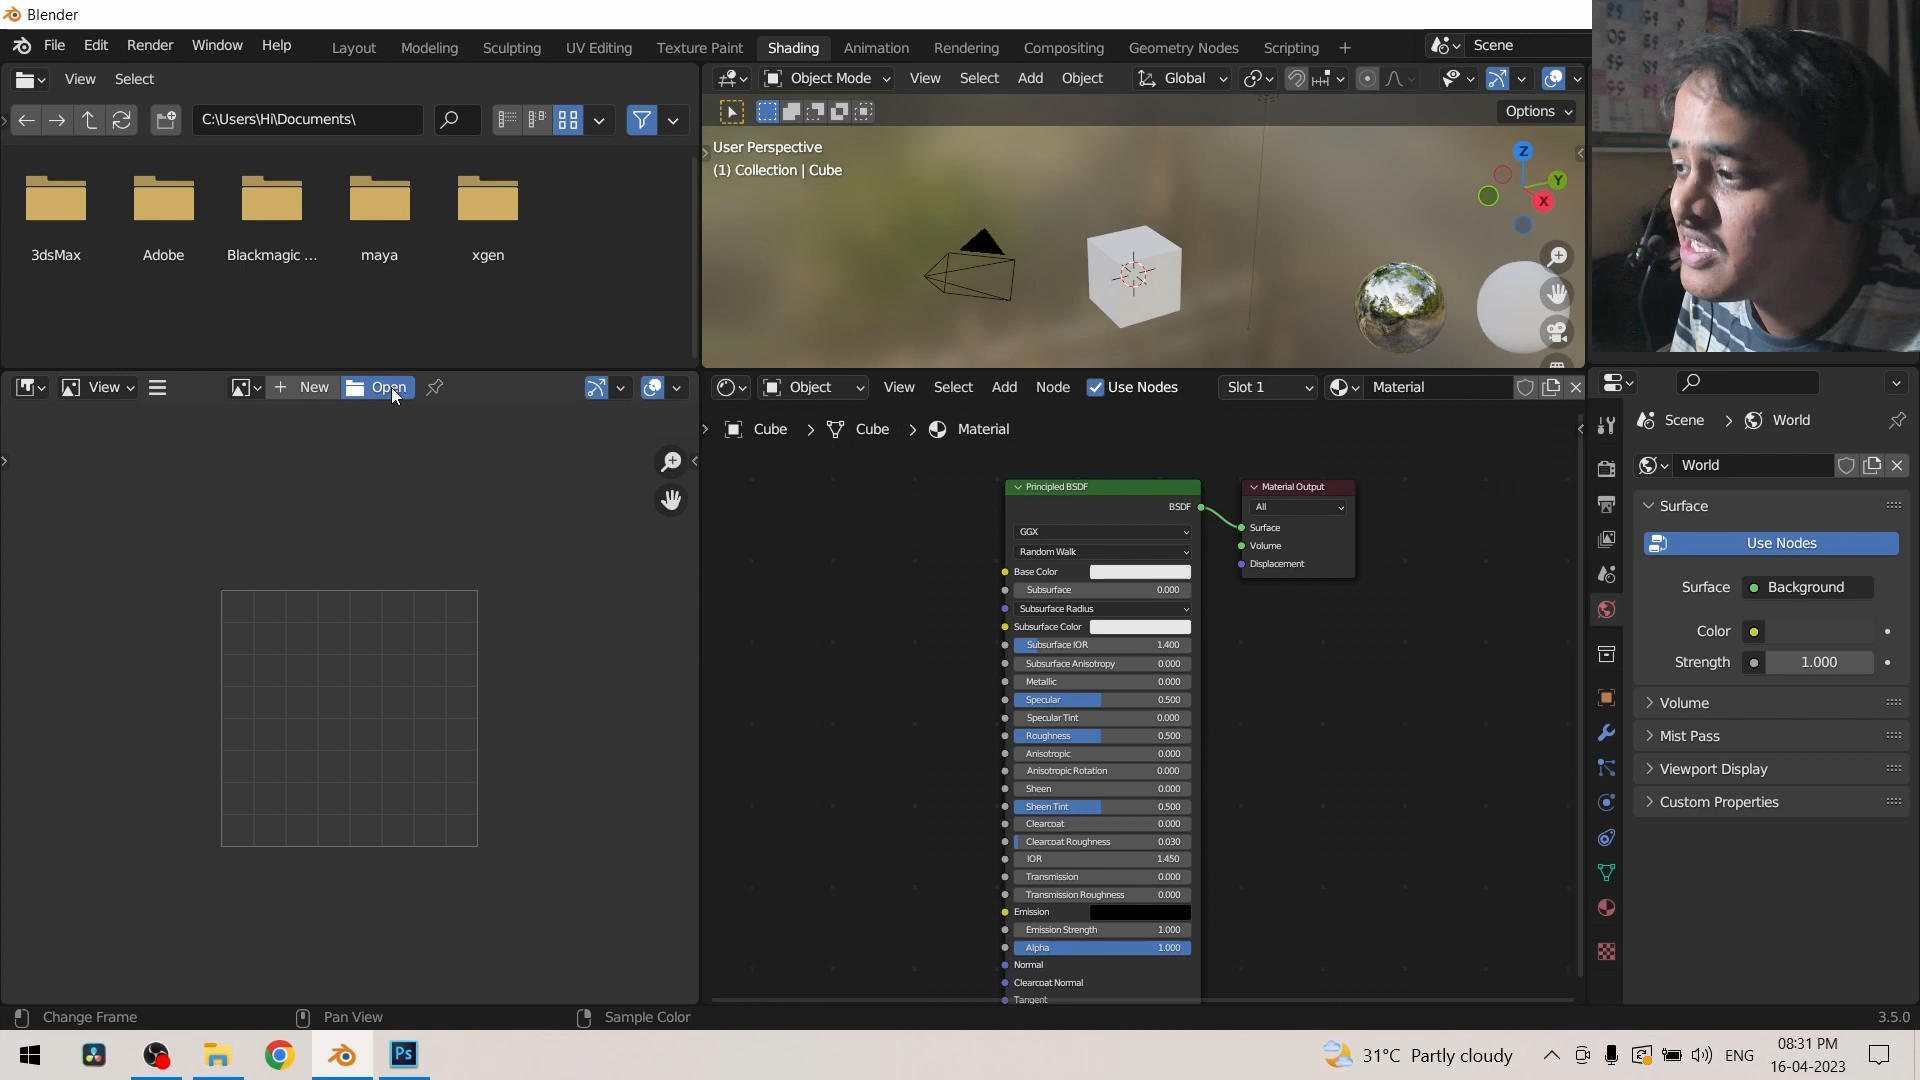 Blender
File Edit Render Window Help
Layout Modeling Sculpting UV Editing Texture Paint Shading Animation Rendering Compositing Geometry Nodes Scripting
Scene
View Select
C:\Users\Hi\Documents\
3dsMax Adobe Blackmagic ... maya xgen
Object Mode View Select Add Object Global
Options
User Perspective
(1) Collection | Cube
Z
Y
X
View New Open
Object View Select Add Node Use Nodes Slot 1 Material
Cube > Cube > Material
Principled BSDF
BSDF
GGX
Random Walk
Base Color
Subsurface 0.000
Subsurface Radius
Subsurface Color
Subsurface IOR 1.400
Subsurface Anisotropy 0.000
Metallic 0.000
Specular 0.500
Specular Tint 0.000
Roughness 0.500
Anisotropic 0.000
Anisotropic Rotation 0.000
Sheen 0.000
Sheen Tint 0.500
Clearcoat 0.000
Clearcoat Roughness 0.030
IOR 1.450
Transmission 0.000
Transmission Roughness 0.000
Emission
Emission Strength 1.000
Alpha 1.000
Normal
Clearcoat Normal
Tangent
Material Output
All
Surface
Volume
Displacement
Scene > World
World
Surface
Use Nodes
Surface Background
Color
Strength 1.000
Volume
Mist Pass
Viewport Display
Custom Properties
Change Frame Pan View Sample Color 3.5.0
Ps
31°C Partly cloudy
ENG
08:31 PM
16-04-2023